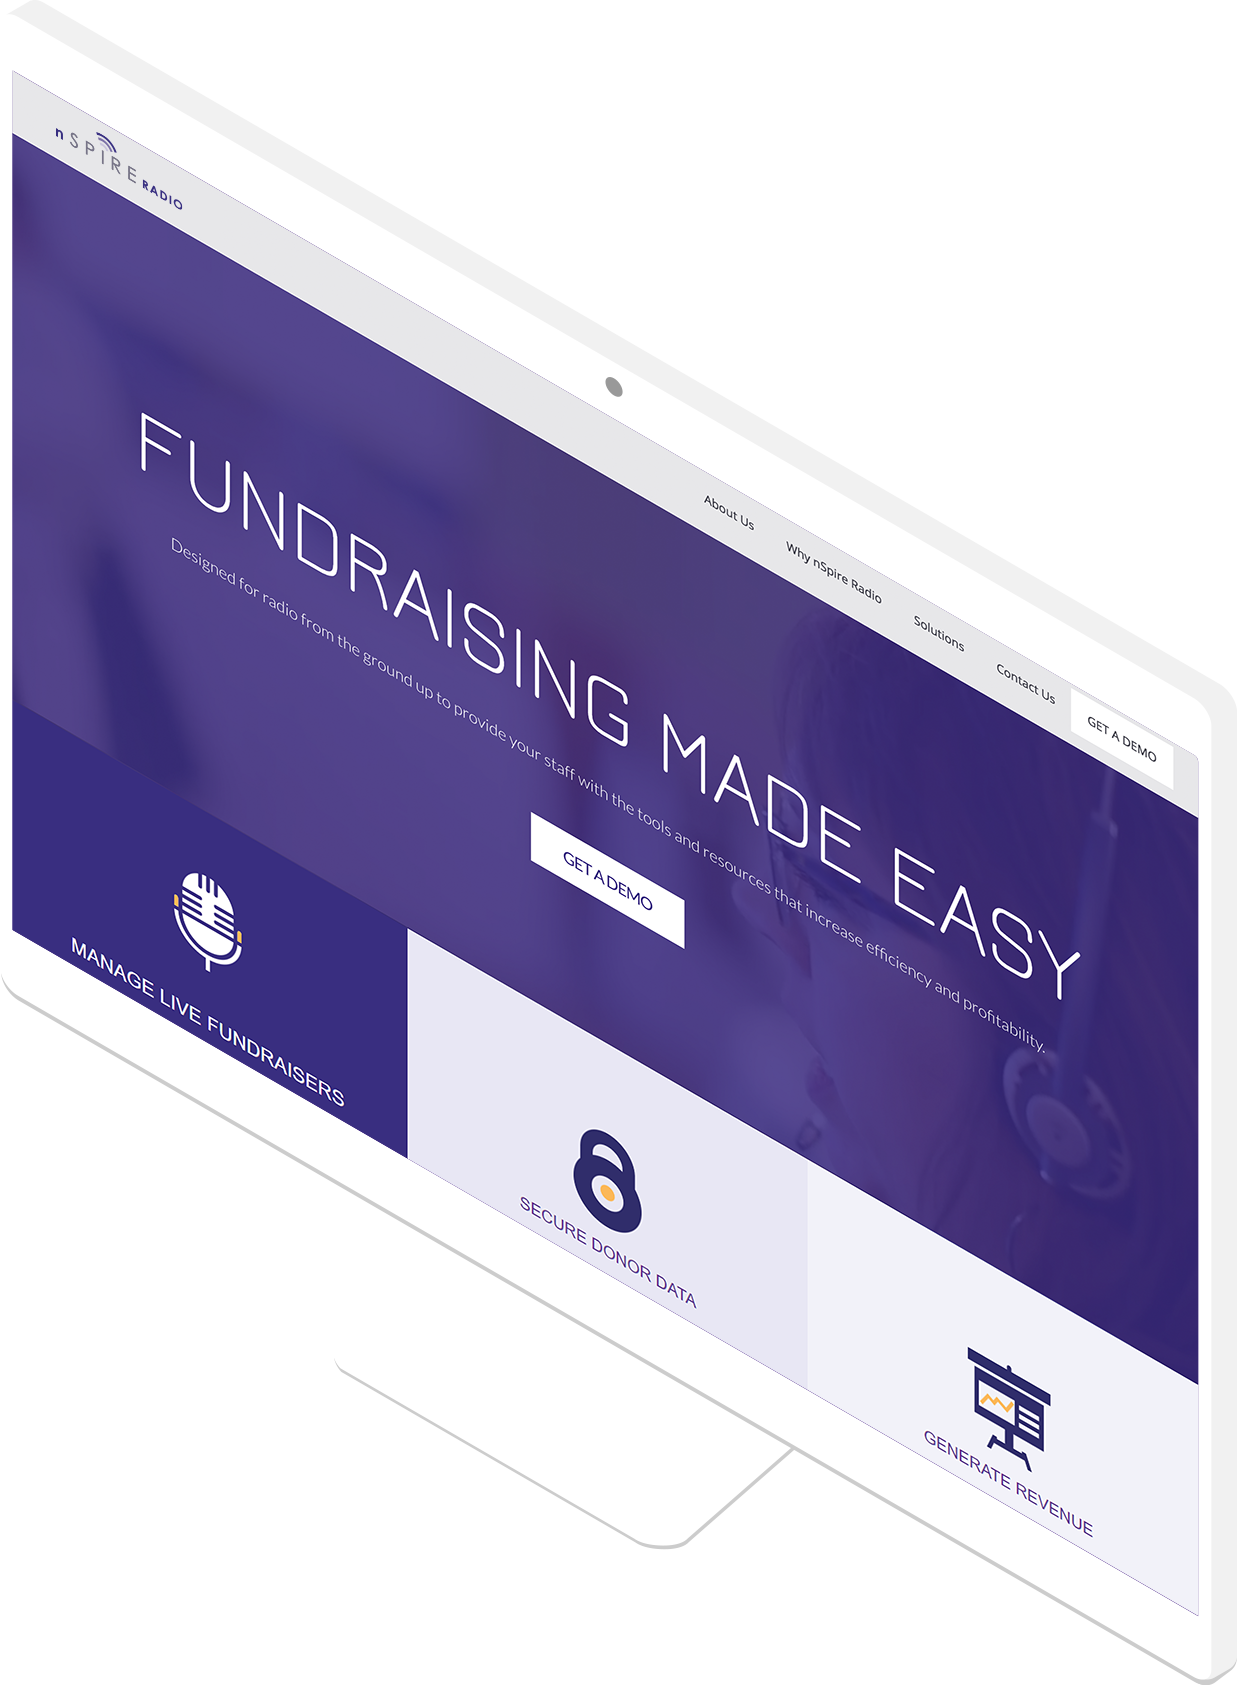 nSPIRE RADIO
About Us
Why nSpire Radio
Solutions
Contact Us
GET A DEMO
FUNDRAISING MADE EASY
Designed for radio from the ground up to provide your staff with the tools and resources that increase efficiency and profitability.
GET A DEMO
MANAGE LIVE FUNDRAISERS
SECURE DONOR DATA
GENERATE REVENUE